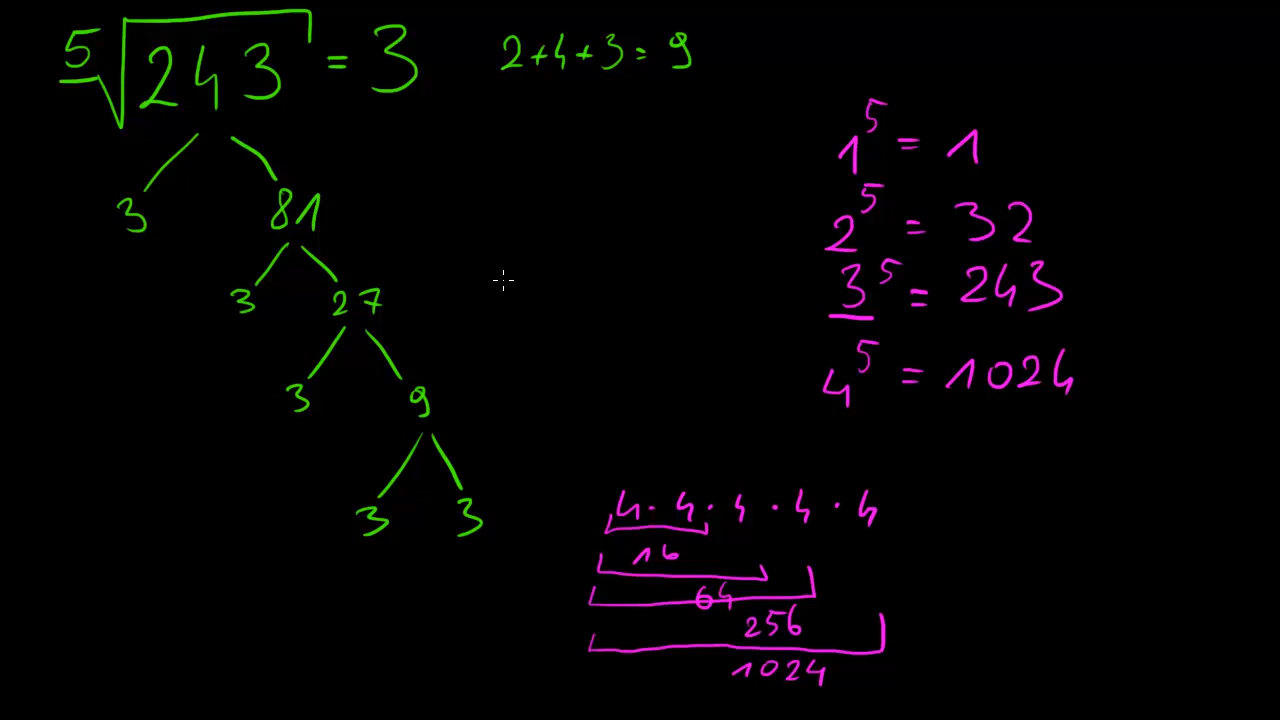 ⁵√243 = 3
2+4+3=9
3 81
3 27
3 9
3 3
1⁵ = 1
2⁵ = 32
3⁵ = 243
4⁵ = 1024
4 · 4 · 4 · 4 · 4
16
64
256
1024